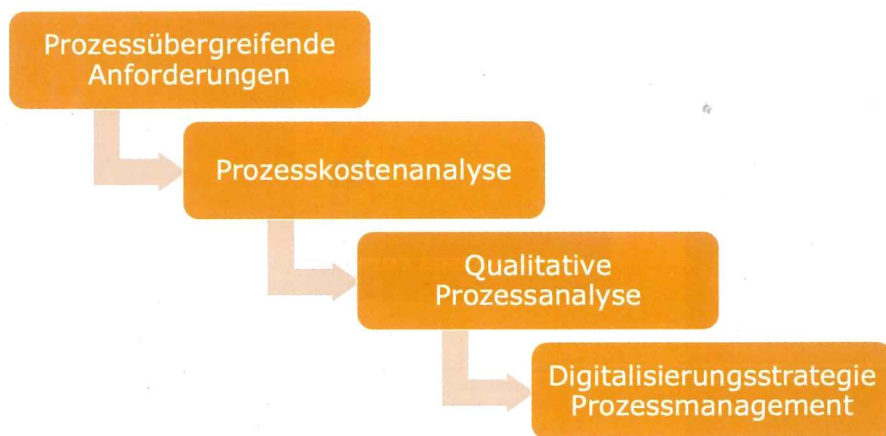 Prozessübergreifende
Anforderungen
Prozesskostenanalyse
Qualitative
Prozessanalyse
Digitalisierungsstrategie
Prozessmanagement